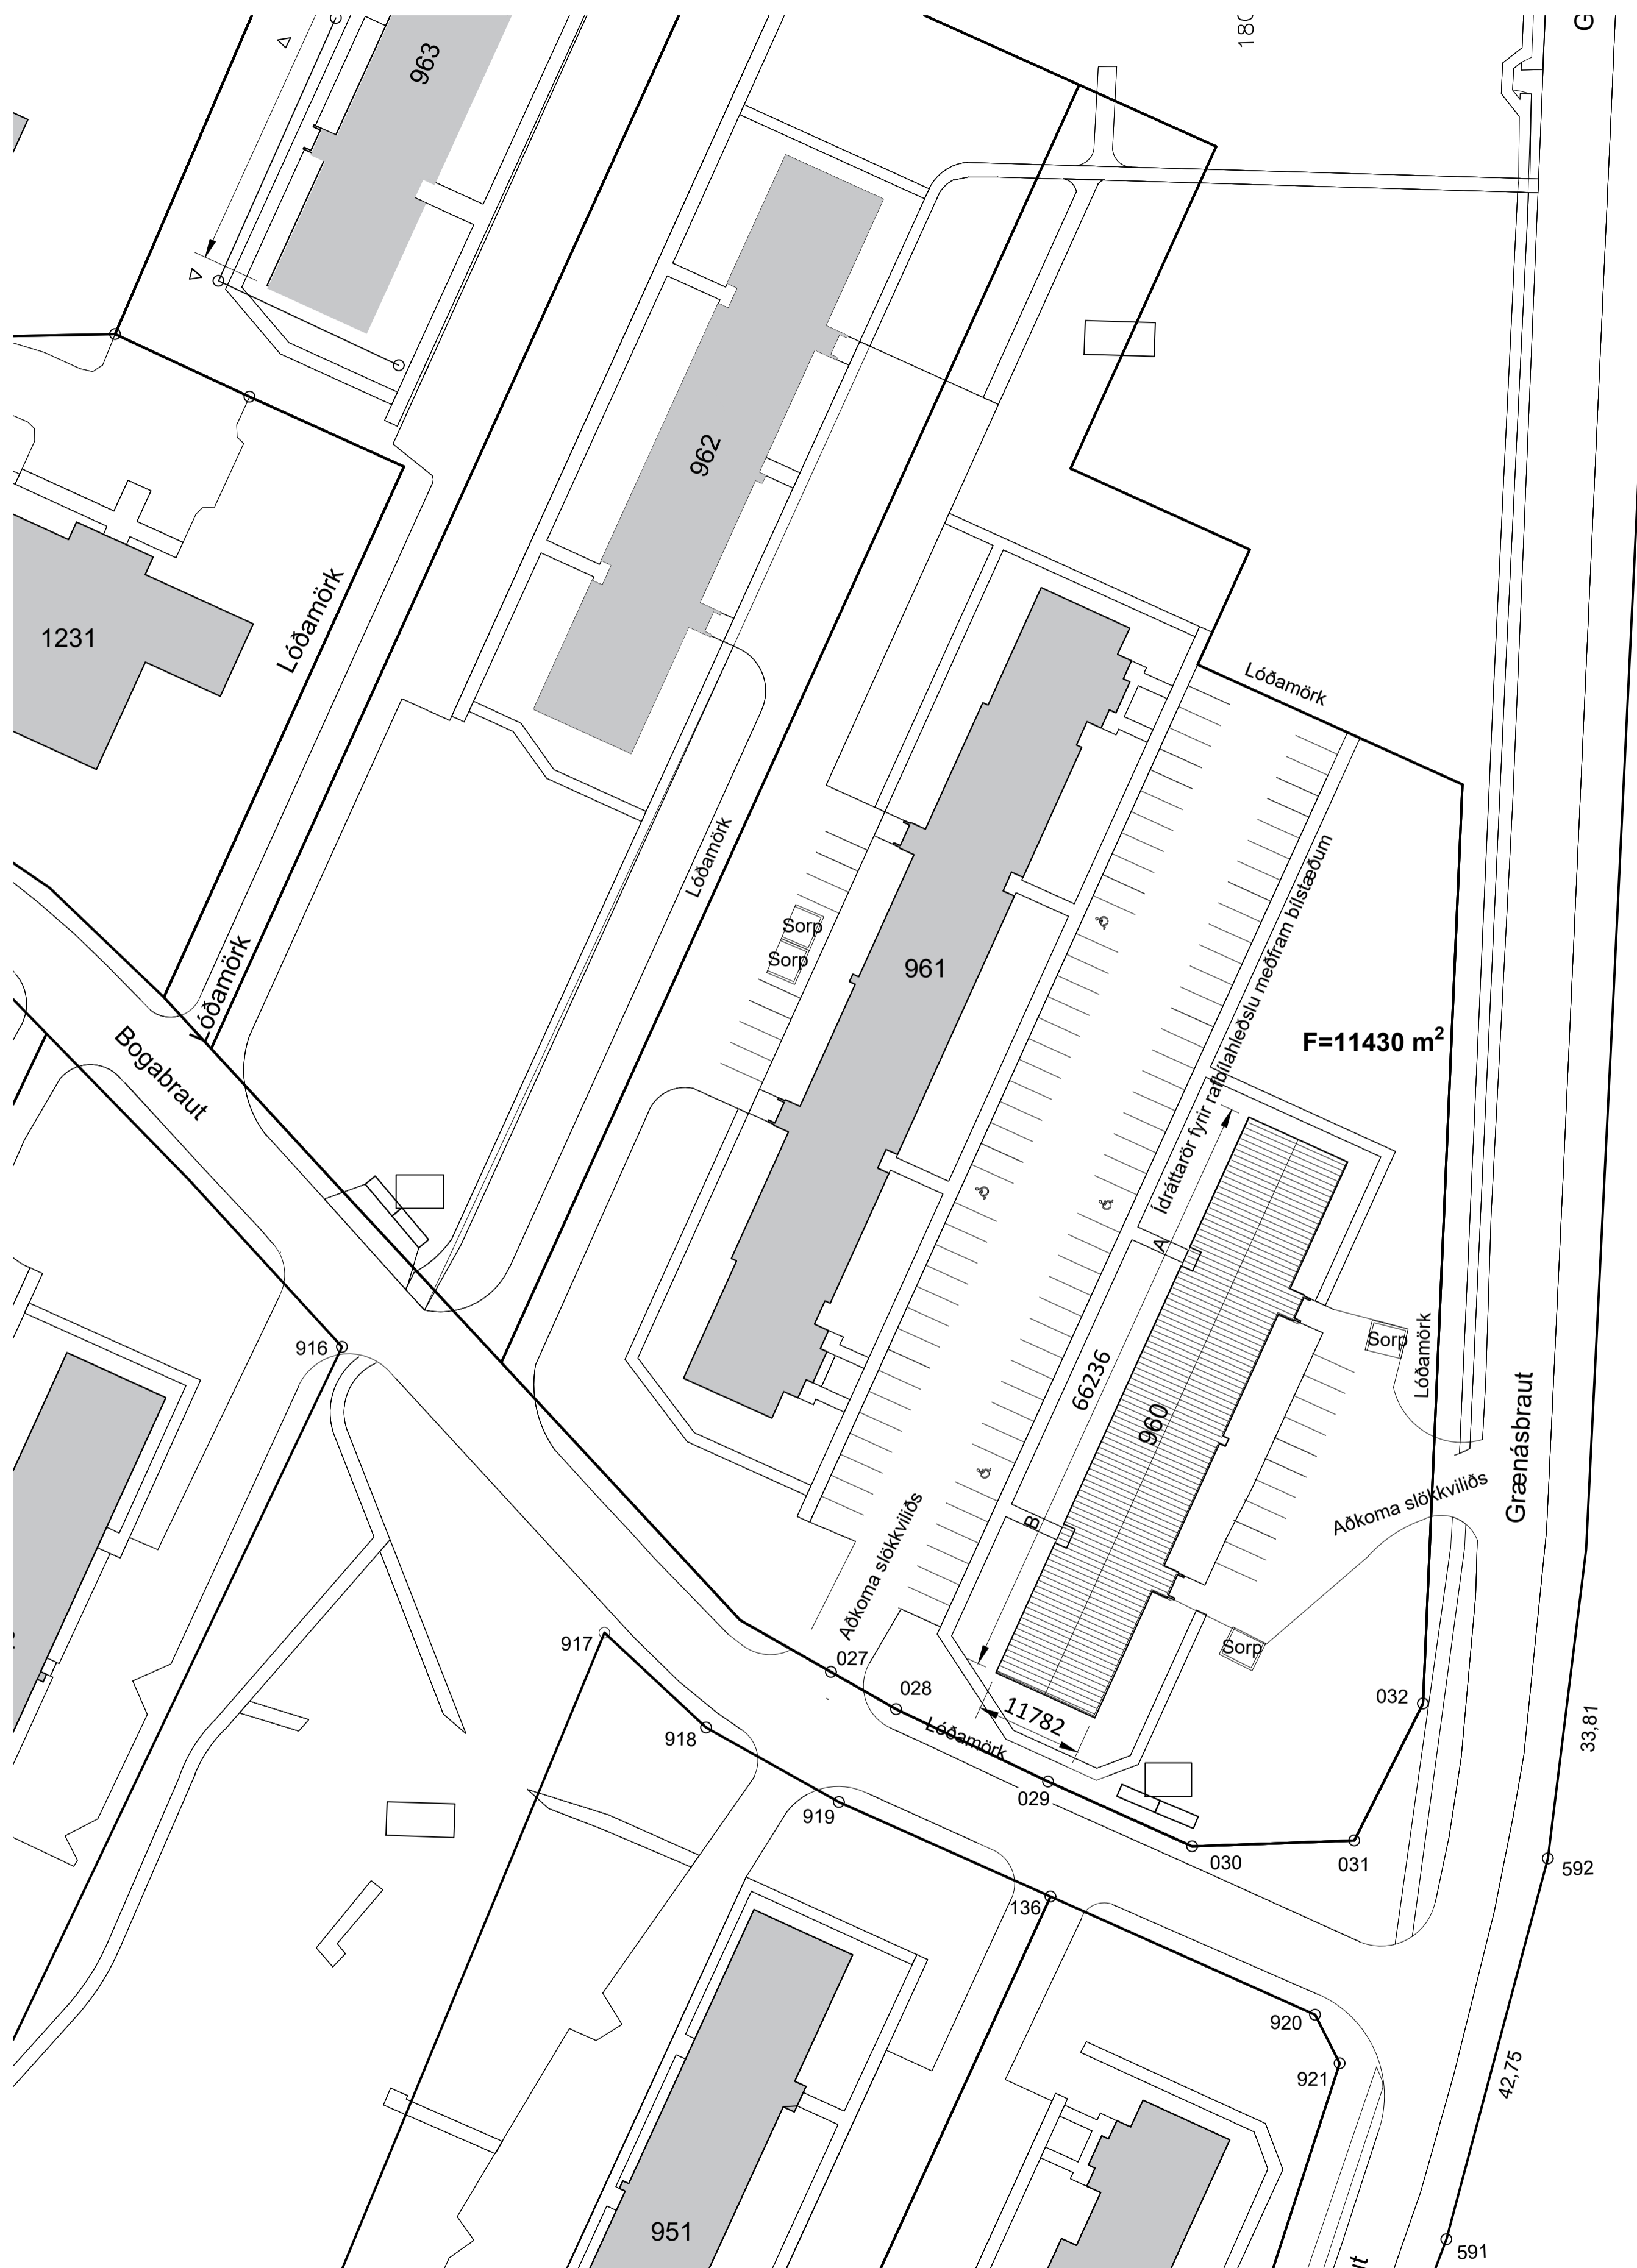 180
G
963
962
1231
Lóðamörk
Lóðamörk
Lóðamörk
Lóðamörk
Sorp
Sorp
961
Ídráttarör fyrir rafbílahleðslu meðfram bílstæðum
F=11430 m²
Bogabraut
A
Sorp
Lóðamörk
916
66236
960
Grænásbraut
B
Aðkoma slökkviliðs
Aðkoma slökkviliðs
917
027
Sorp
028
032
11782
Lóðamörk
918
33,81
029
919
030
031
592
136
920
921
42,75
951
591